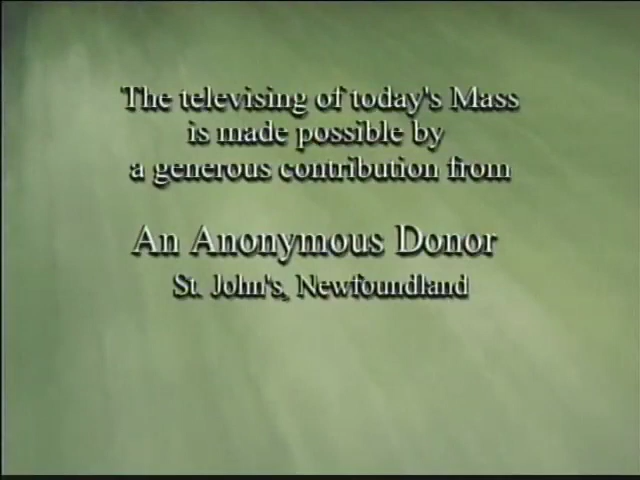 The televising of today's Mass
is made possible by
a generous contribution from
An Anonymous Donor
St. John's, Newfoundland